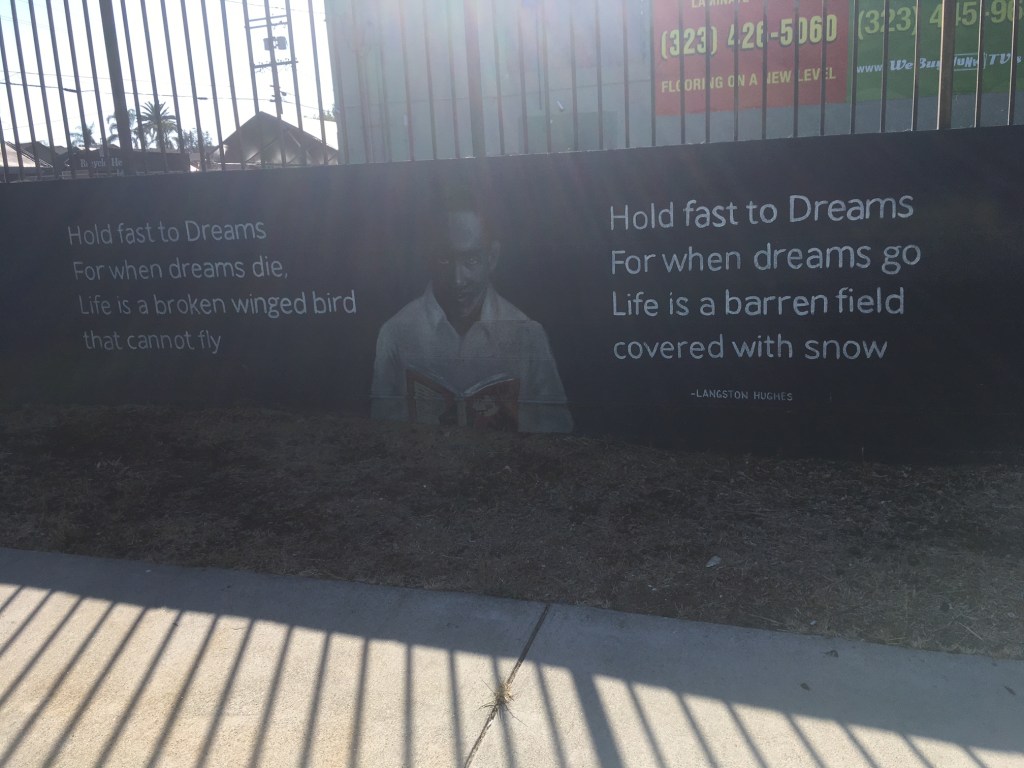 (323) 426-5060
FLOORING ON A NEW LEVEL
(323)
www.
Hold fast to Dreams
For when dreams die,
Life is a broken winged bird
that cannot fly
Hold fast to Dreams
For when dreams go
Life is a barren field
covered with snow
-LANGSTON HUGHES